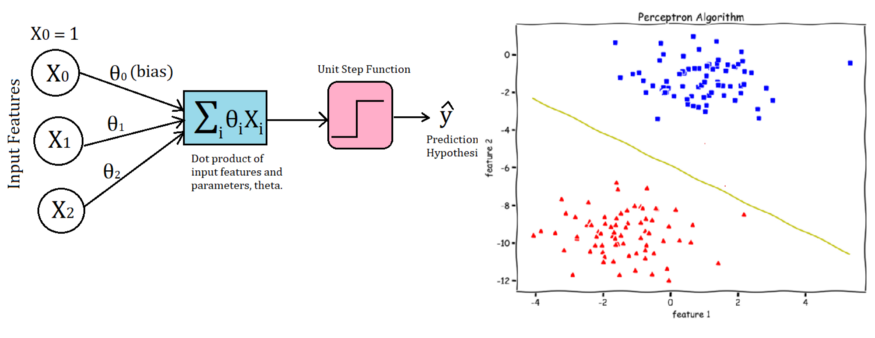 X0 = 1
Input Features
X0
X1
X2
θ0 (bias)
θ1
θ2
∑i θiXi
Dot product of
input features and
parameters, theta.
Unit Step Function
ŷ
Prediction
Hypothesi
Perceptron Algorithm
feature 2
0
-2
-4
-6
-8
-10
-12
-4
-2
0
2
4
feature 1